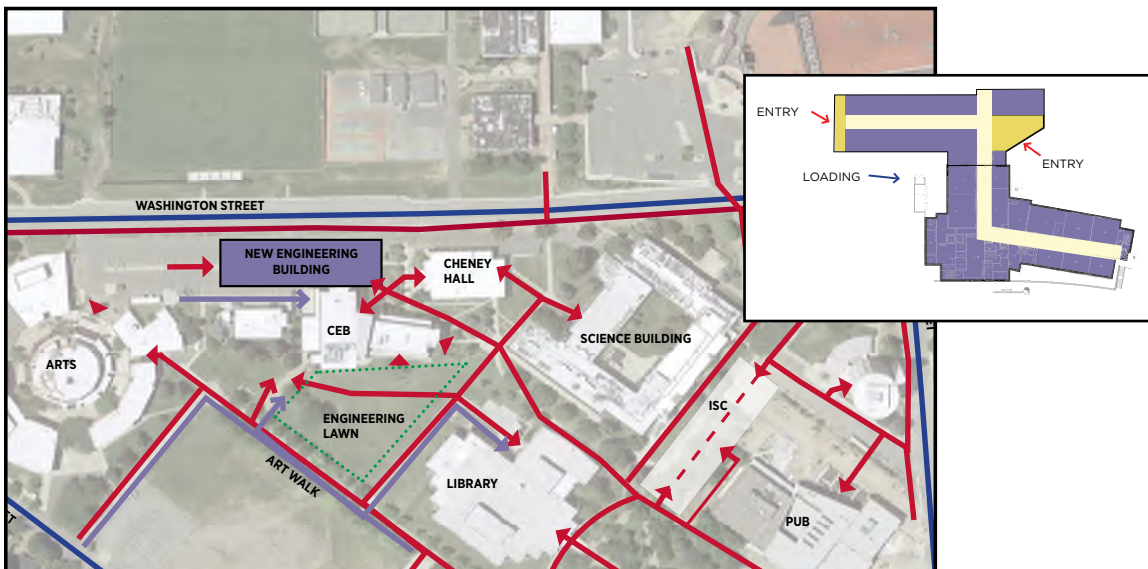 WASHINGTON STREET
NEW ENGINEERING
BUILDING
CHENEY
HALL
CEB
SCIENCE BUILDING
ARTS
ISC
ENGINEERING
LAWN
ART WALK
LIBRARY
PUB
ENTRY
ENTRY
LOADING